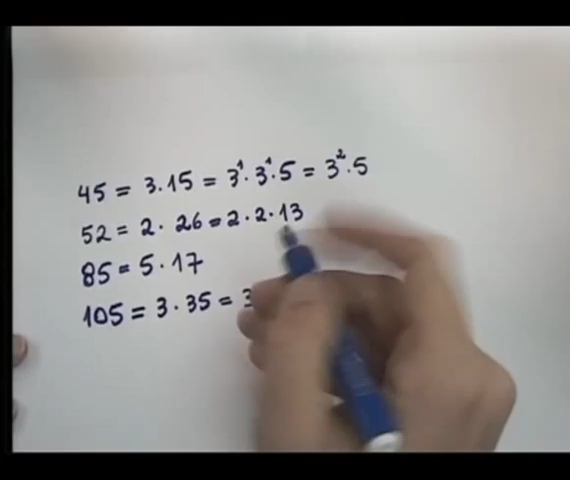 45 = 3.15 = 3¹·3¹·5 = 3²·5
52 = 2·26 = 2·2·13
85 = 5·17
105 = 3·35 = 3